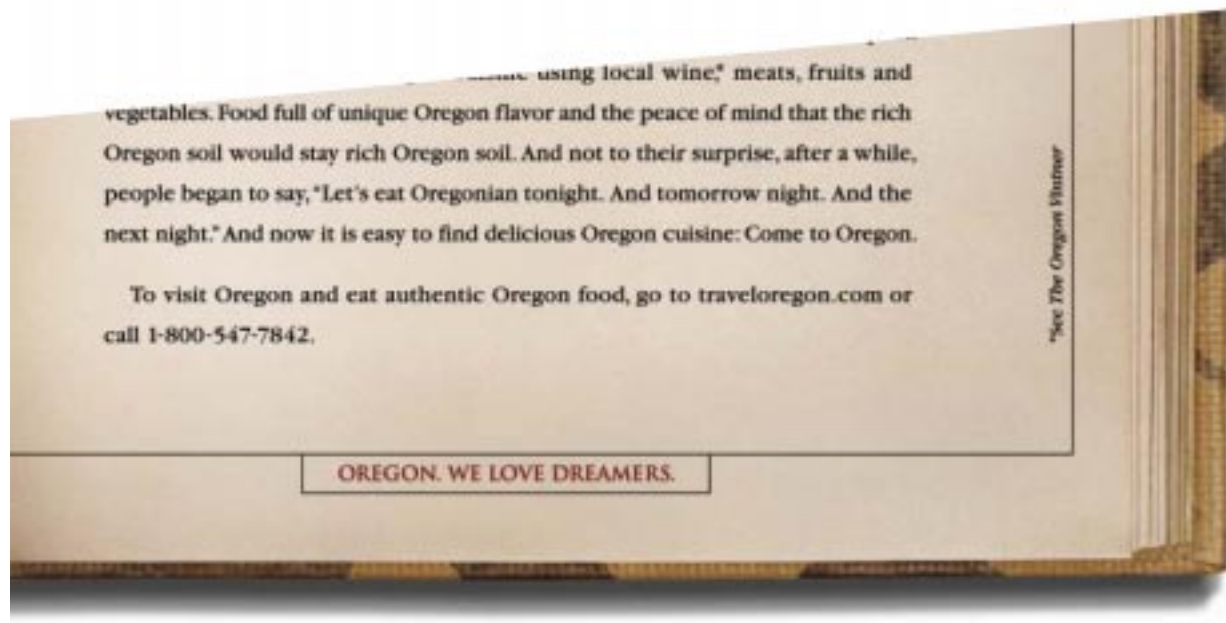 using local wine,* meats, fruits and
vegetables. Food full of unique Oregon flavor and the peace of mind that the rich
Oregon soil would stay rich Oregon soil. And not to their surprise, after a while,
people began to say, "Let's eat Oregonian tonight. And tomorrow night. And the
next night." And now it is easy to find delicious Oregon cuisine: Come to Oregon.
To visit Oregon and eat authentic Oregon food, go to traveloregon.com or
call 1-800-547-7842.
*See The Oregon Vintner
OREGON. WE LOVE DREAMERS.